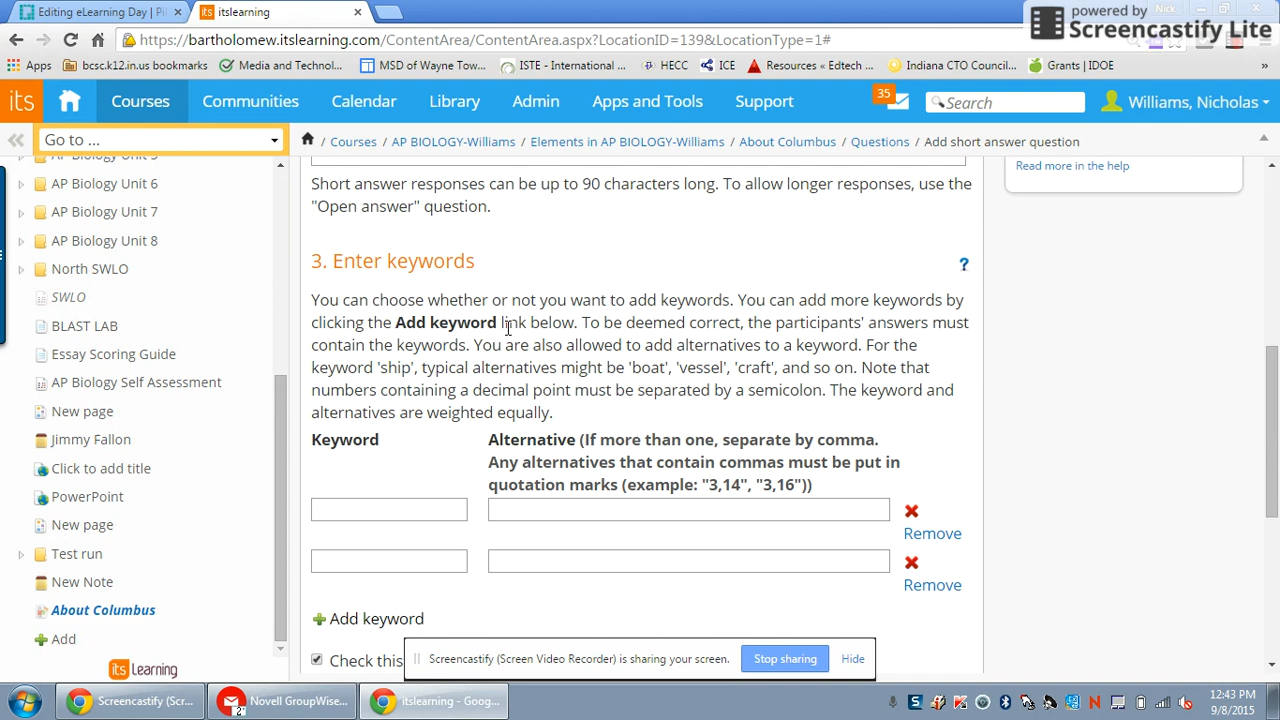 Editing eLearning Day | Pi
itslearning
Nick
powered by
Screencastify Lite
https://bartholomew.itslearning.com/ContentArea/ContentArea.aspx?LocationID=139&LocationType=1#
Apps
bcsc.k12.in.us bookmarks
Media and Technol...
MSD of Wayne Tow...
ISTE - International...
HECC
ICE
Resources « Edtech ...
Indiana CTO Council...
Grants | IDOE
»
its
Courses
Communities
Calendar
Library
Admin
Apps and Tools
Support
35
Search
Williams, Nicholas
Go to ...
Courses / AP BIOLOGY-Williams / Elements in AP BIOLOGY-Williams / About Columbus / Questions / Add short answer question
AP Biology Unit 5
AP Biology Unit 6
AP Biology Unit 7
AP Biology Unit 8
North SWLO
SWLO
BLAST LAB
Essay Scoring Guide
AP Biology Self Assessment
New page
Jimmy Fallon
Click to add title
PowerPoint
New page
Test run
New Note
About Columbus
Add
itslearning
Short answer responses can be up to 90 characters long. To allow longer responses, use the
"Open answer" question.
Read more in the help
3. Enter keywords
?
You can choose whether or not you want to add keywords. You can add more keywords by
clicking the Add keyword link below. To be deemed correct, the participants' answers must
contain the keywords. You are also allowed to add alternatives to a keyword. For the
keyword 'ship', typical alternatives might be 'boat', 'vessel', 'craft', and so on. Note that
numbers containing a decimal point must be separated by a semicolon. The keyword and
alternatives are weighted equally.
Keyword
Alternative (If more than one, separate by comma.
Any alternatives that contain commas must be put in
quotation marks (example: "3,14", "3,16"))
Remove
Remove
Add keyword
Check this
Screencastify (Screen Video Recorder) is sharing your screen.
Stop sharing
Hide
Screencastify (Scr...
2
Novell GroupWise...
itslearning - Goog...
12:43 PM
9/8/2015